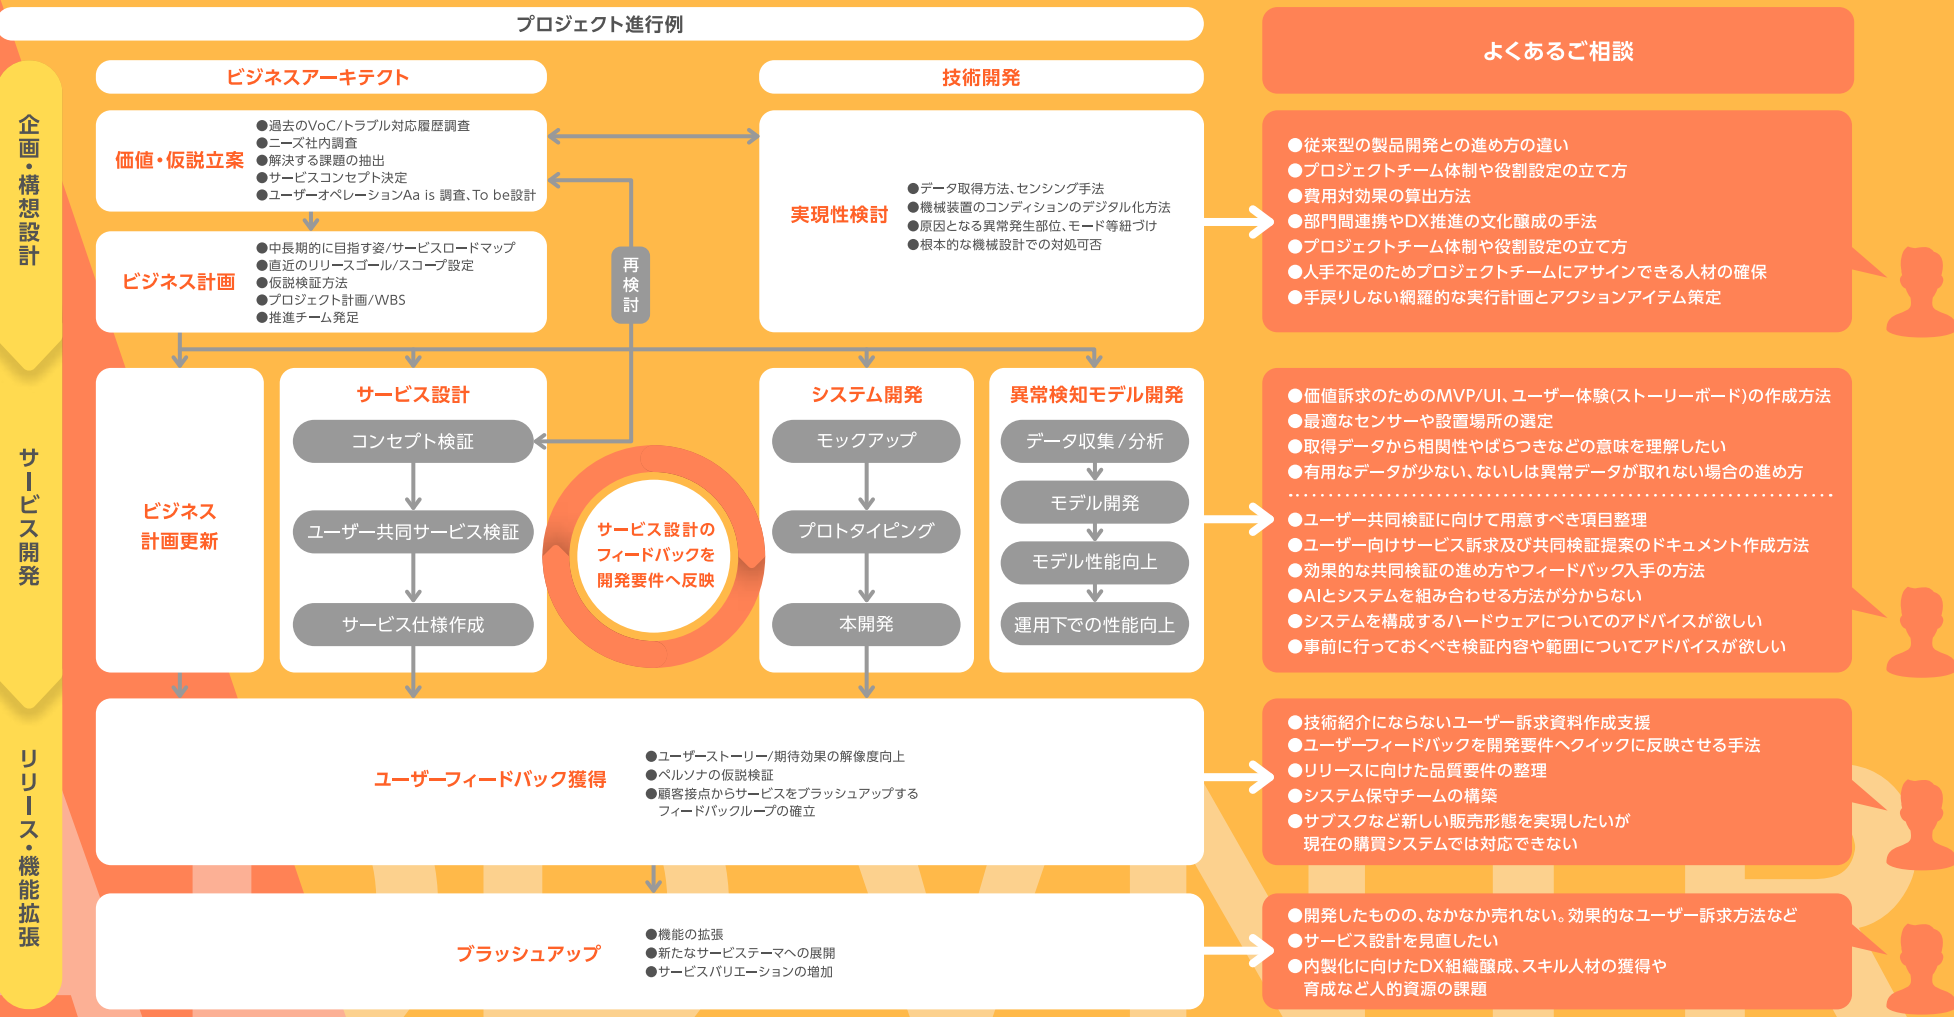 プロジェクト進行例
よくあるご相談
ビジネスアーキテクト
技術開発
企画・構想設計
価値・仮説立案
●過去のVoC/トラブル対応履歴調査
●ニーズ社内調査
●解決する課題の抽出
●サービスコンセプト決定
●ユーザーオペレーションAa is 調査、To be設計
ビジネス計画
●中長期的に目指す姿/サービスロードマップ
●直近のリリースゴール/スコープ設定
●仮説検証方法
●プロジェクト計画/WBS
●推進チーム発足
再検討
実現性検討
●データ取得方法、センシング手法
●機械装置のコンディションのデジタル化方法
●原因となる異常発生部位、モード等紐づけ
●根本的な機械設計での対処可否
●従来型の製品開発との進め方の違い
●プロジェクトチーム体制や役割設定の立て方
●費用対効果の算出方法
●部門間連携やDX推進の文化醸成の手法
●プロジェクトチーム体制や役割設定の立て方
●人手不足のためプロジェクトチームにアサインできる人材の確保
●手戻りしない網羅的な実行計画とアクションアイテム策定
サービス開発
ビジネス
計画更新
サービス設計
コンセプト検証
ユーザー共同サービス検証
サービス仕様作成
サービス設計の
フィードバックを
開発要件へ反映
システム開発
モックアップ
プロトタイピング
本開発
異常検知モデル開発
データ収集/分析
モデル開発
モデル性能向上
運用下での性能向上
●価値訴求のためのMVP/UI、ユーザー体験(ストーリーボード)の作成方法
●最適なセンサーや設置場所の選定
●取得データから相関性やばらつきなどの意味を理解したい
●有用なデータが少ない、ないしは異常データが取れない場合の進め方
●ユーザー共同検証に向けて用意すべき項目整理
●ユーザー向けサービス訴求及び共同検証提案のドキュメント作成方法
●効果的な共同検証の進め方やフィードバック入手の方法
●AIとシステムを組み合わせる方法が分からない
●システムを構成するハードウェアについてのアドバイスが欲しい
●事前に行っておくべき検証内容や範囲についてアドバイスが欲しい
リリース・機能拡張
ユーザーフィードバック獲得
●ユーザーストーリー/期待効果の解像度向上
●ペルソナの仮説検証
●顧客接点からサービスをブラッシュアップする
フィードバックループの確立
●技術紹介にならないユーザー訴求資料作成支援
●ユーザーフィードバックを開発要件へクイックに反映させる手法
●リリースに向けた品質要件の整理
●システム保守チームの構築
●サブスクなど新しい販売形態を実現したいが
現在の購買システムでは対応できない
ブラッシュアップ
●機能の拡張
●新たなサービステーマへの展開
●サービスバリエーションの増加
●開発したものの、なかなか売れない。効果的なユーザー訴求方法など
●サービス設計を見直したい
●内製化に向けたDX組織醸成、スキル人材の獲得や
育成など人的資源の課題